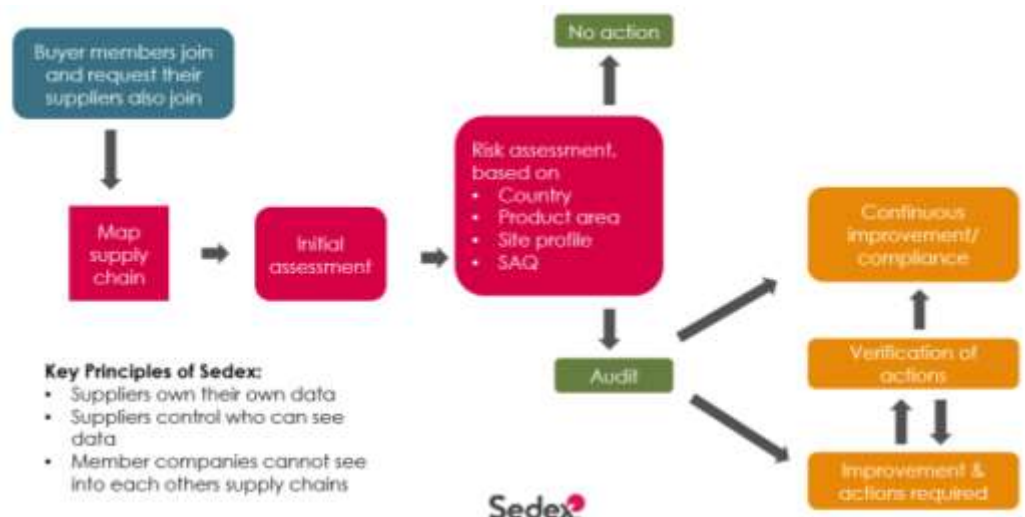 Buyer members join
and request their
suppliers also join
No action
Map
supply
chain
Initial
assessment
Risk assessment,
based on
• Country
• Product area
• Site profile
• SAQ
Audit
Continuous
improvement/
compliance
Verification of
actions
Improvement &
actions required
Key Principles of Sedex:
• Suppliers own their own data
• Suppliers control who can see
data
• Member companies cannot see
into each others supply chains
Sedex